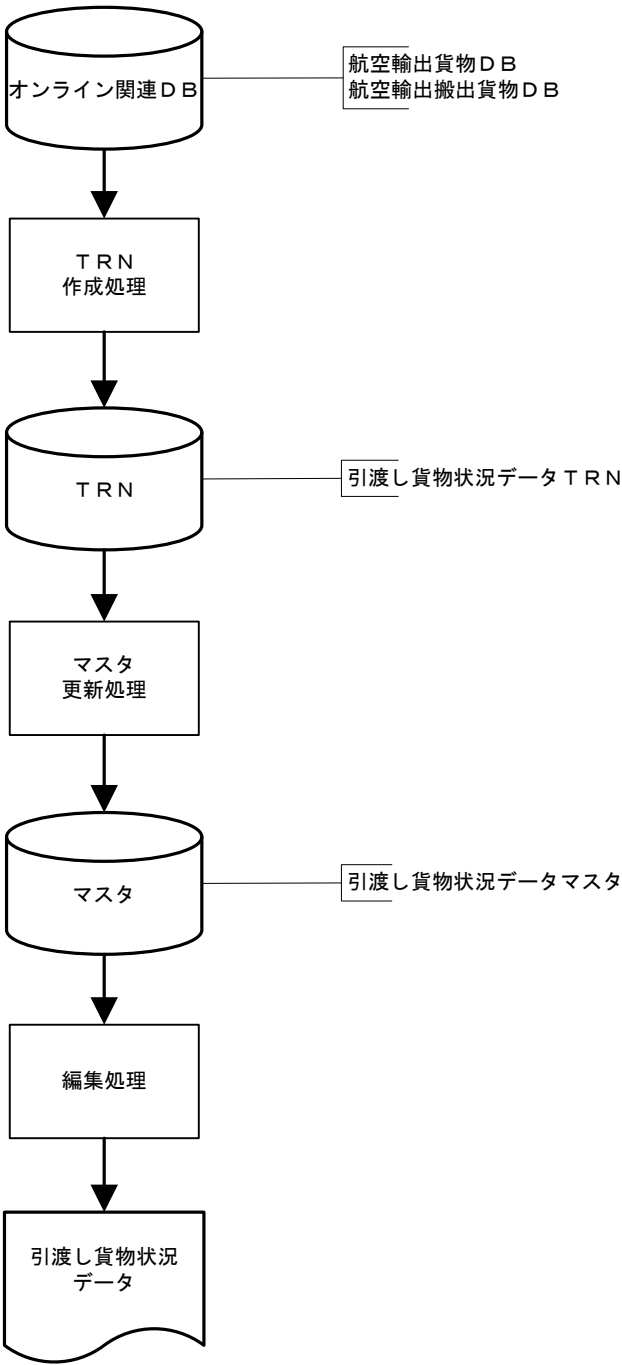 オンライン関連ＤＢ
航空輸出貨物ＤＢ
航空輸出搬出貨物ＤＢ
ＴＲＮ
作成処理
ＴＲＮ
引渡し貨物状況データＴＲＮ
マスタ
更新処理
マスタ
引渡し貨物状況データマスタ
編集処理
引渡し貨物状況
データ